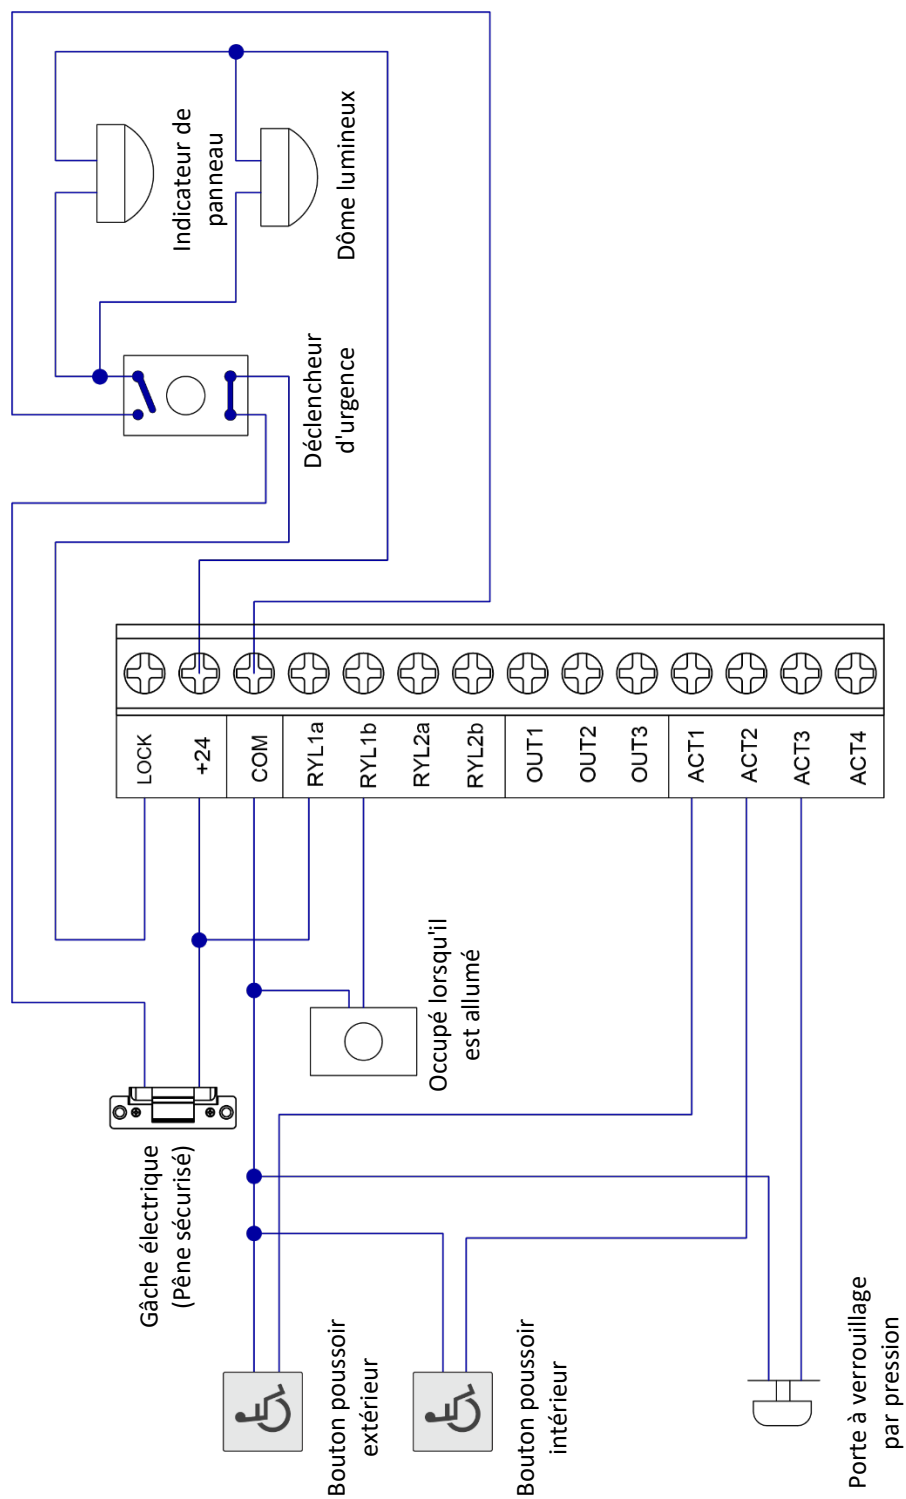 Indicateur de
panneau
Dôme lumineux
Déclencheur
d'urgence
LOCK
+24
COM
RYL1a
RYL1b
RYL2a
RYL2b
OUT1
OUT2
OUT3
ACT1
ACT2
ACT3
ACT4
Occupé lorsqu'il
est allumé
Gâche électrique
(Pêne sécurisé)
Bouton poussoir
extérieur
Bouton poussoir
intérieur
Porte à verrouillage
par pression